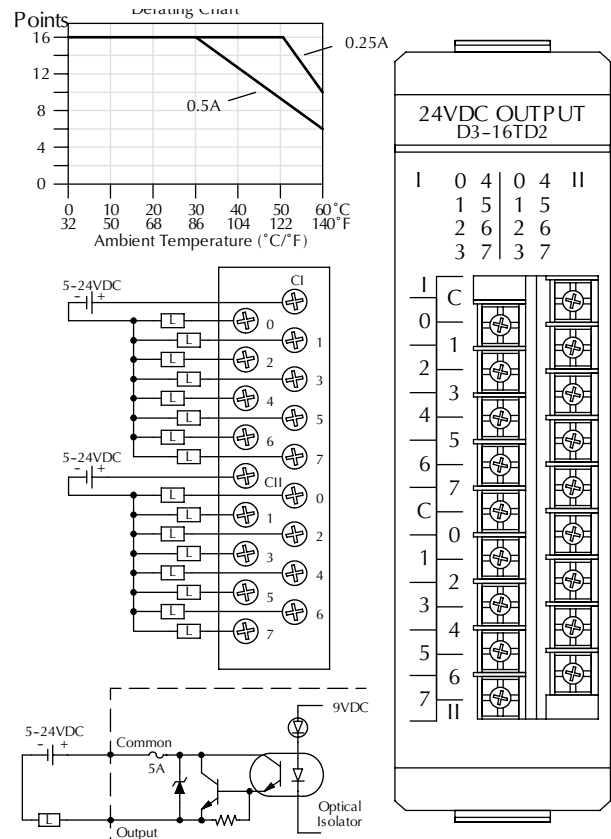 Derating Chart
Points
16
12
8
4
0
0.25A
0.5A
0 10 20 30 40 50 60˚C
32 50 68 86 104 122 140˚F
Ambient Temperature (˚C/˚F)
5-24VDC
- +
CI
L 0
L 1
L 2
L 3
L 4
L 5
L 6
L 7
5-24VDC
- +
CII
L 0
L 1
L 2
L 3
L 4
L 5
L 6
L 7
9VDC
5-24VDC
- +
Common
5A
L
Output
Optical
Isolator
24VDC OUTPUT
D3-16TD2
I 0 4 0 4 II
1 5 1 5
2 6 2 6
3 7 3 7
I
C
0
1
2
3
4
5
6
7
C
0
1
2
3
4
5
6
7
II